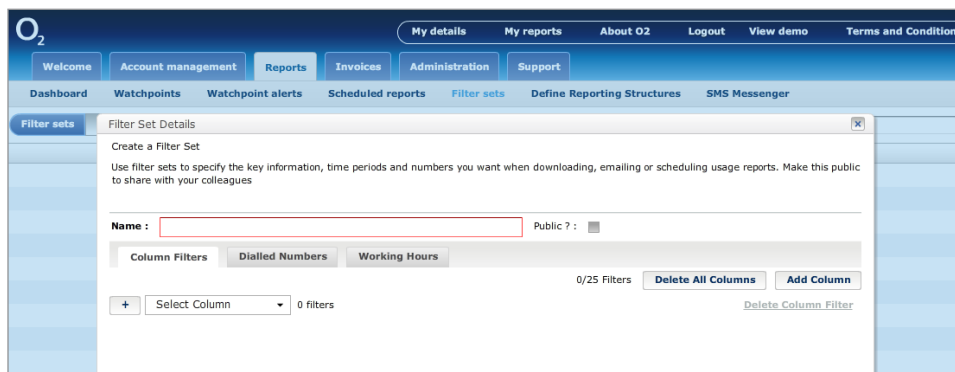 O2
My details My reports About O2 Logout View demo Terms and Condition
Welcome Account management Reports Invoices Administration Support
Dashboard Watchpoints Watchpoint alerts Scheduled reports Filter sets Define Reporting Structures SMS Messenger
Filter sets
Filter Set Details
Create a Filter Set
Use filter sets to specify the key information, time periods and numbers you want when downloading, emailing or scheduling usage reports. Make this public
to share with your colleagues
Name : Public ? :
Column Filters Dialled Numbers Working Hours
0/25 Filters Delete All Columns Add Column
+ Select Column 0 filters Delete Column Filter